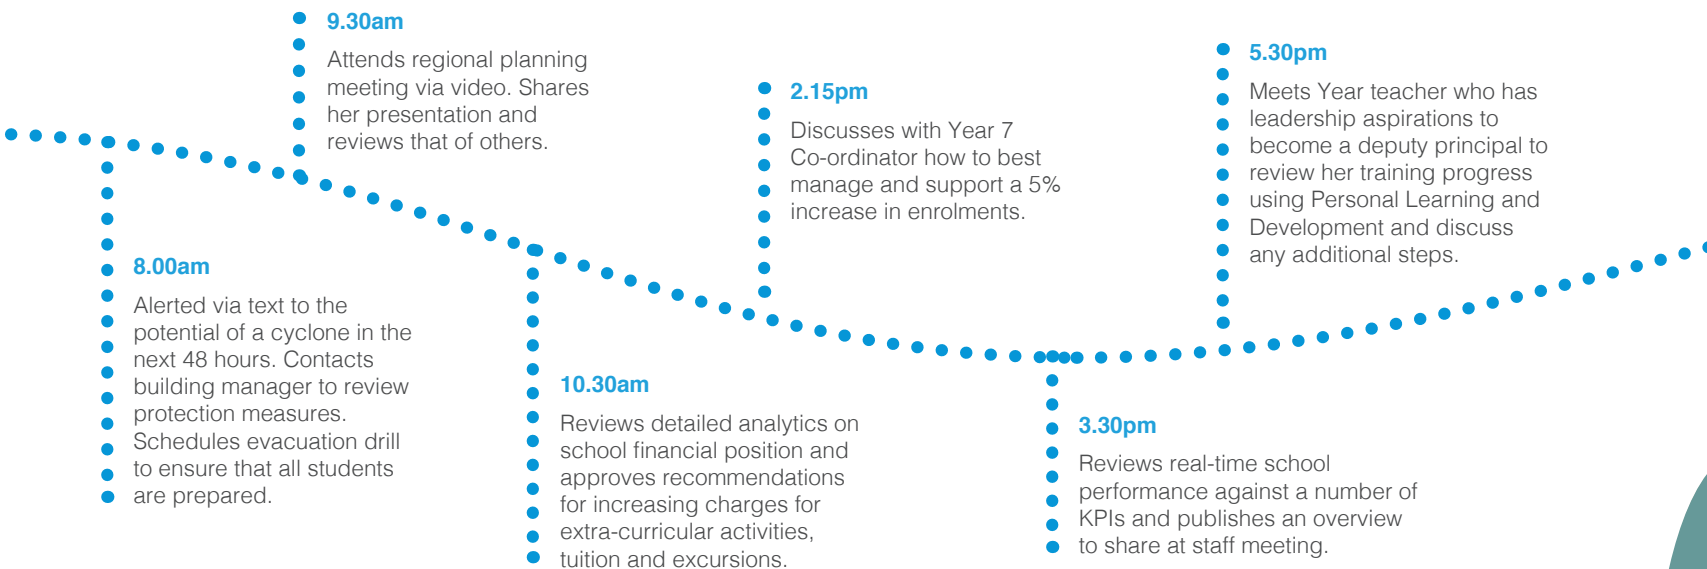 8.00am
Alerted via text to the
potential of a cyclone in the
next 48 hours. Contacts
building manager to review
protection measures.
Schedules evacuation drill
to ensure that all students
are prepared.
9.30am
Attends regional planning
meeting via video. Shares
her presentation and
reviews that of others.
10.30am
Reviews detailed analytics on
school financial position and
approves recommendations
for increasing charges for
extra-curricular activities,
tuition and excursions.
2.15pm
Discusses with Year 7
Co-ordinator how to best
manage and support a 5%
increase in enrolments.
3.30pm
Reviews real-time school
performance against a number of
KPIs and publishes an overview
to share at staff meeting.
5.30pm
Meets Year teacher who has
leadership aspirations to
become a deputy principal to
review her training progress
using Personal Learning and
Development and discuss
any additional steps.